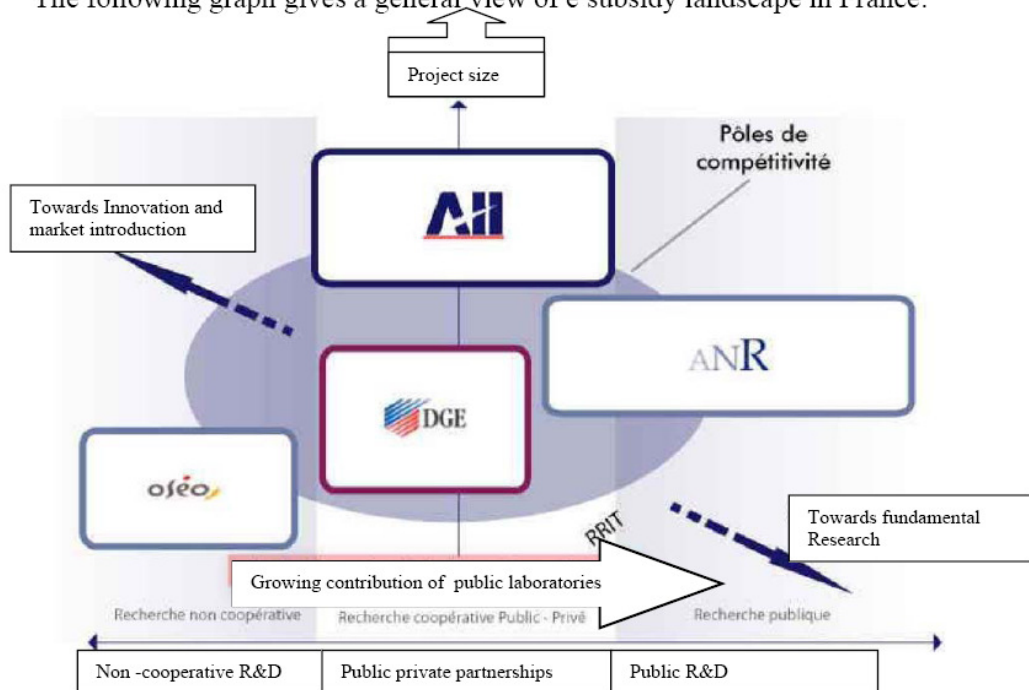 The following graph gives a general view of e subsidy landscape in France.
Project size
Pôles de
compétitivité
AII
Towards Innovation and
market introduction
ANR
DGE
oséo
RRIT
Towards fundamental
Research
Growing contribution of public laboratories
Recherche non coopérative
Recherche coopérative Public - Privé
Recherche publique
Non -cooperative R&D
Public private partnerships
Public R&D